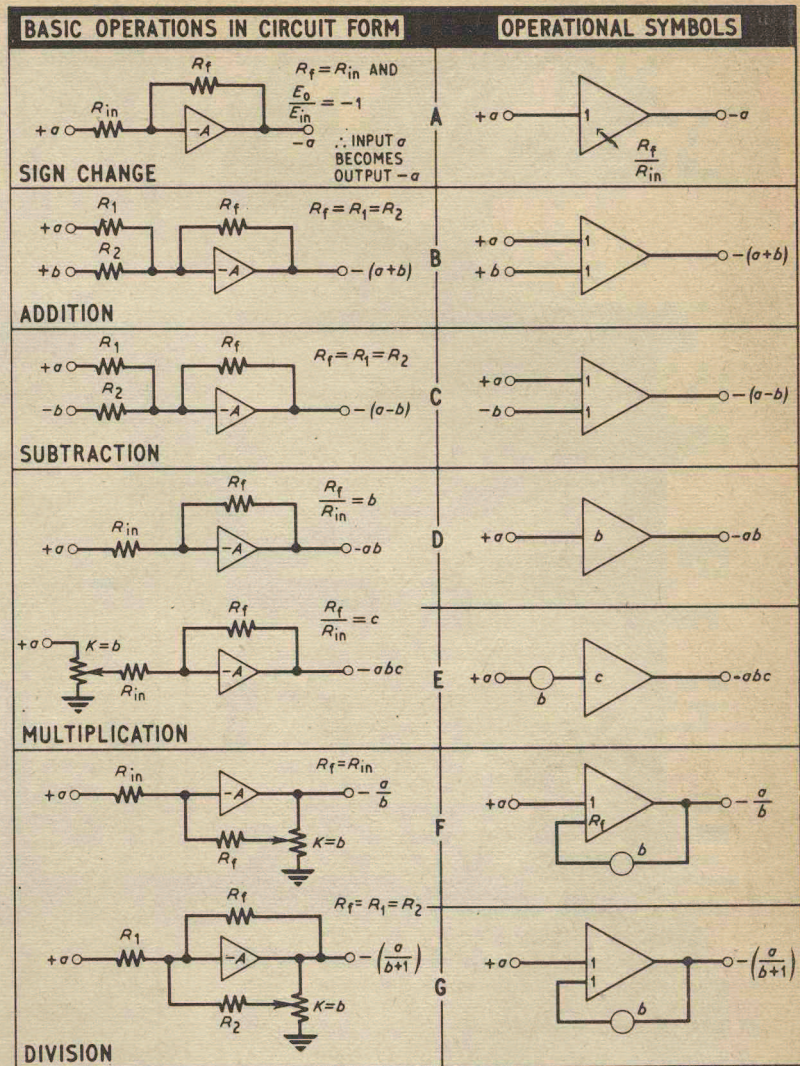 BASIC OPERATIONS IN CIRCUIT FORM
OPERATIONAL SYMBOLS
Rf
Rf = Rin AND
Eo/Ein = −1
Rin
+a
−A
−a
∴ INPUT a
BECOMES
OUTPUT −a
SIGN CHANGE
A
+a
1
−a
Rf/Rin
R1
Rf
Rf = R1 = R2
+a
R2
+b
−A
−(a+b)
ADDITION
B
+a
1
+b
1
−(a+b)
R1
Rf
Rf = R1 = R2
+a
R2
−b
−A
−(a−b)
SUBTRACTION
C
+a
1
−b
1
−(a−b)
Rf
Rf/Rin = b
Rin
+a
−A
-ab
D
+a
b
-ab
Rf
Rf/Rin = c
+a
K=b
Rin
−A
−abc
MULTIPLICATION
E
+a
b
c
-abc
Rin
Rf=Rin
+a
−A
−a/b
Rf
K=b
F
+a
1
Rf
b
−a/b
Rf
Rf= R1= R2
R1
+a
−A
−(a/b+1)
R2
K=b
DIVISION
G
+a
1
1
b
−(a/b+1)